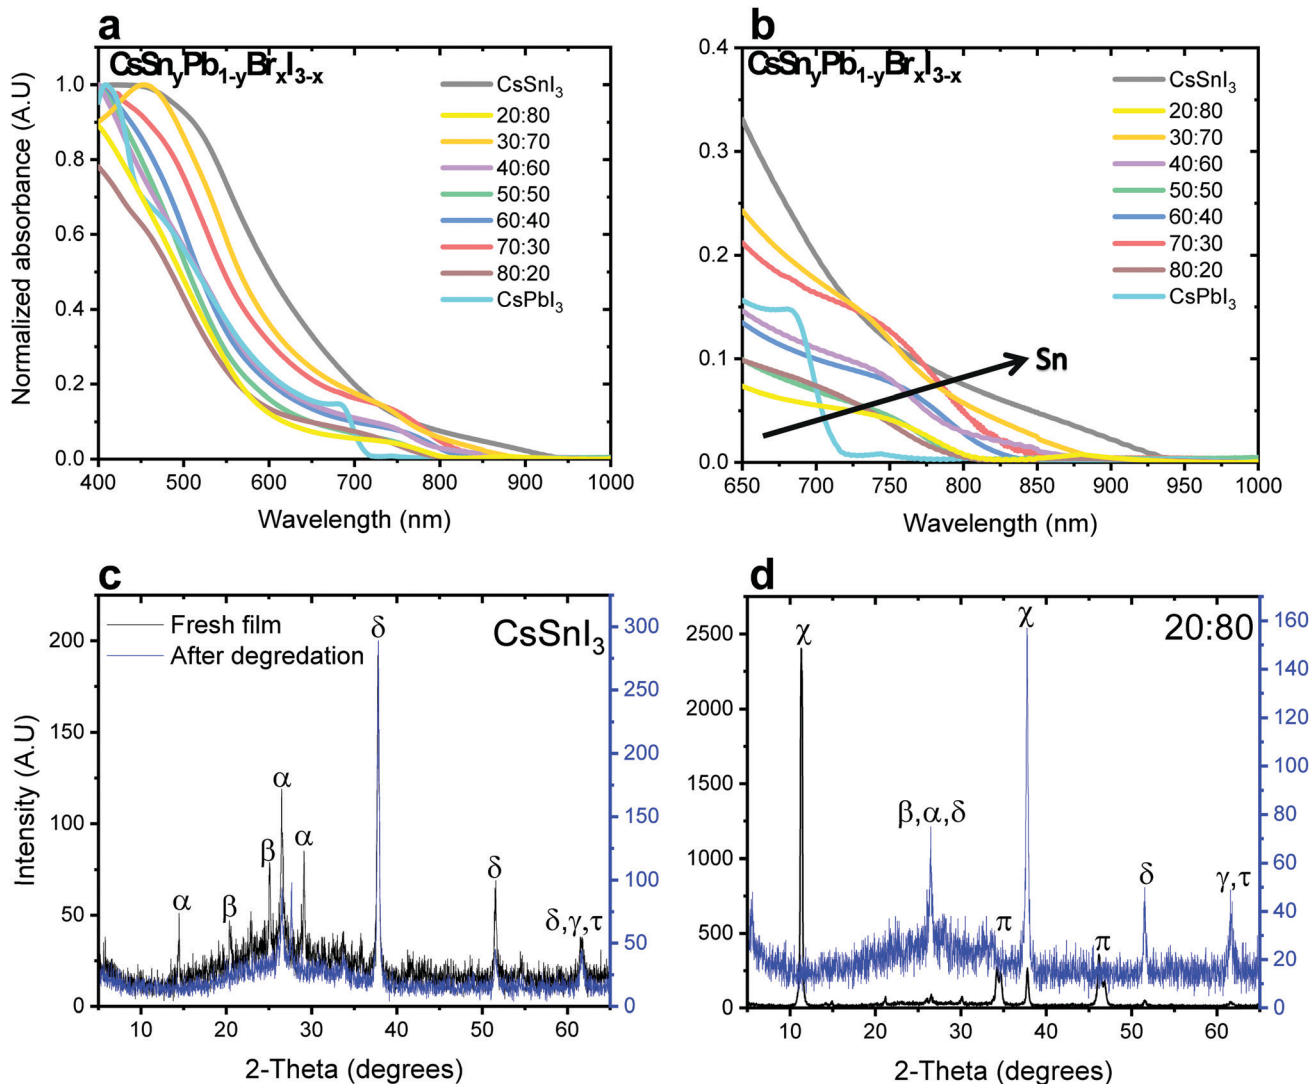 a
CsSnyPb1-yBrxI3-x
Normalized absorbance (A.U)
1.0
0.8
0.6
0.4
0.2
0.0
400 500 600 700 800 900 1000
Wavelength (nm)
CsSnI3
20:80
30:70
40:60
50:50
60:40
70:30
80:20
CsPbI3
b
CsSnyPb1-yBrxI3-x
0.4
0.3
0.2
0.1
0.0
650 700 750 800 850 900 950 1000
Wavelength (nm)
CsSnI3
20:80
30:70
40:60
50:50
60:40
70:30
80:20
CsPbI3
Sn
c
Fresh film
After degredation
CsSnI3
Intensity (A.U)
200
150
100
50
0
300
250
200
150
100
50
0
α
β
β
α
α
δ
δ
δ,γ,τ
10 20 30 40 50 60
2-Theta (degrees)
d
20:80
2500
2000
1500
1000
500
0
160
140
120
100
80
60
40
20
0
χ
β,α,δ
π
χ
π
δ
γ,τ
10 20 30 40 50 60
2-Theta (degrees)